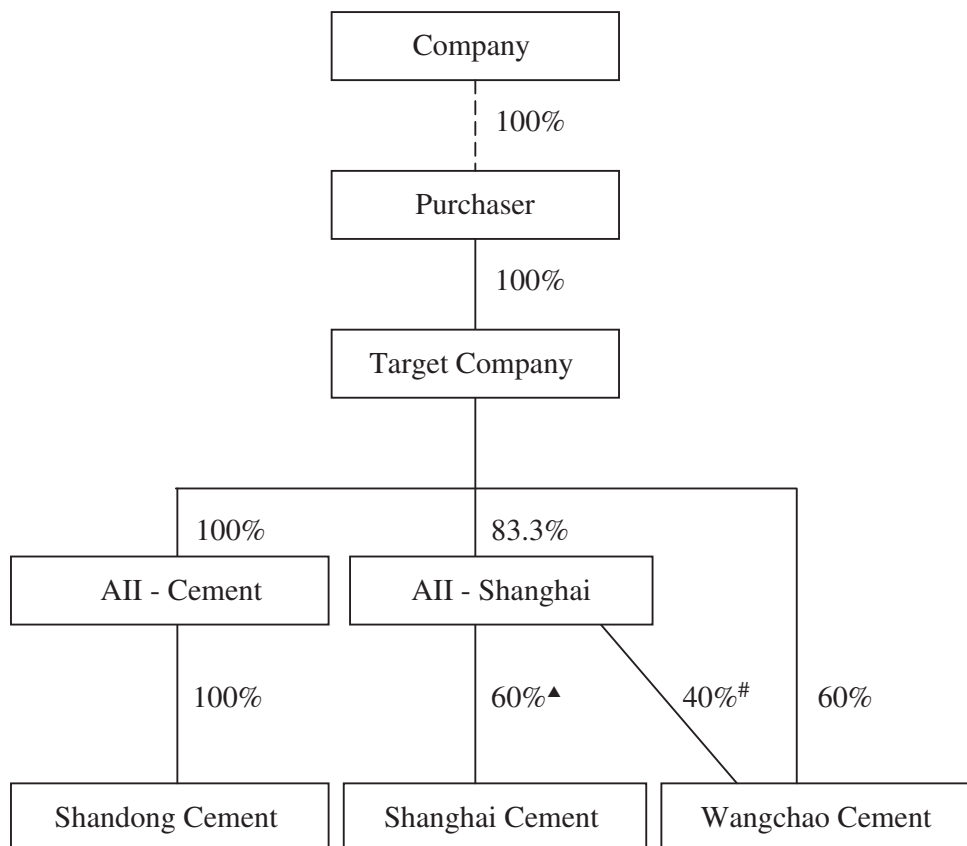 Company
100%
Purchaser
100%
Target Company
100%
83.3%
AII - Cement
AII - Shanghai
100%
60%▲
40%#
60%
Shandong Cement
Shanghai Cement
Wangchao Cement